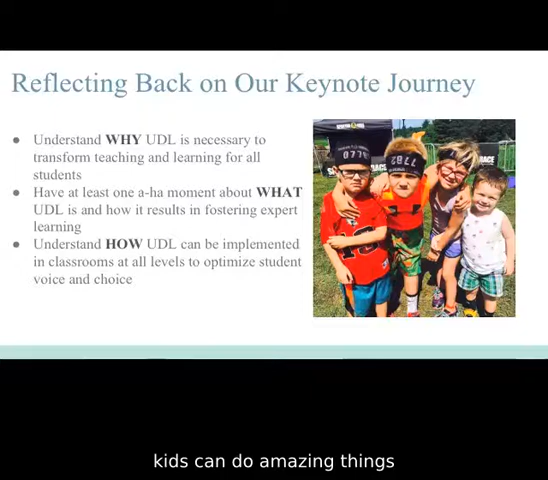 Reflecting Back on Our Keynote Journey
● Understand WHY UDL is necessary to
transform teaching and learning for all
students
● Have at least one a-ha moment about WHAT
UDL is and how it results in fostering expert
learning
● Understand HOW UDL can be implemented
in classrooms at all levels to optimize student
voice and choice
kids can do amazing things